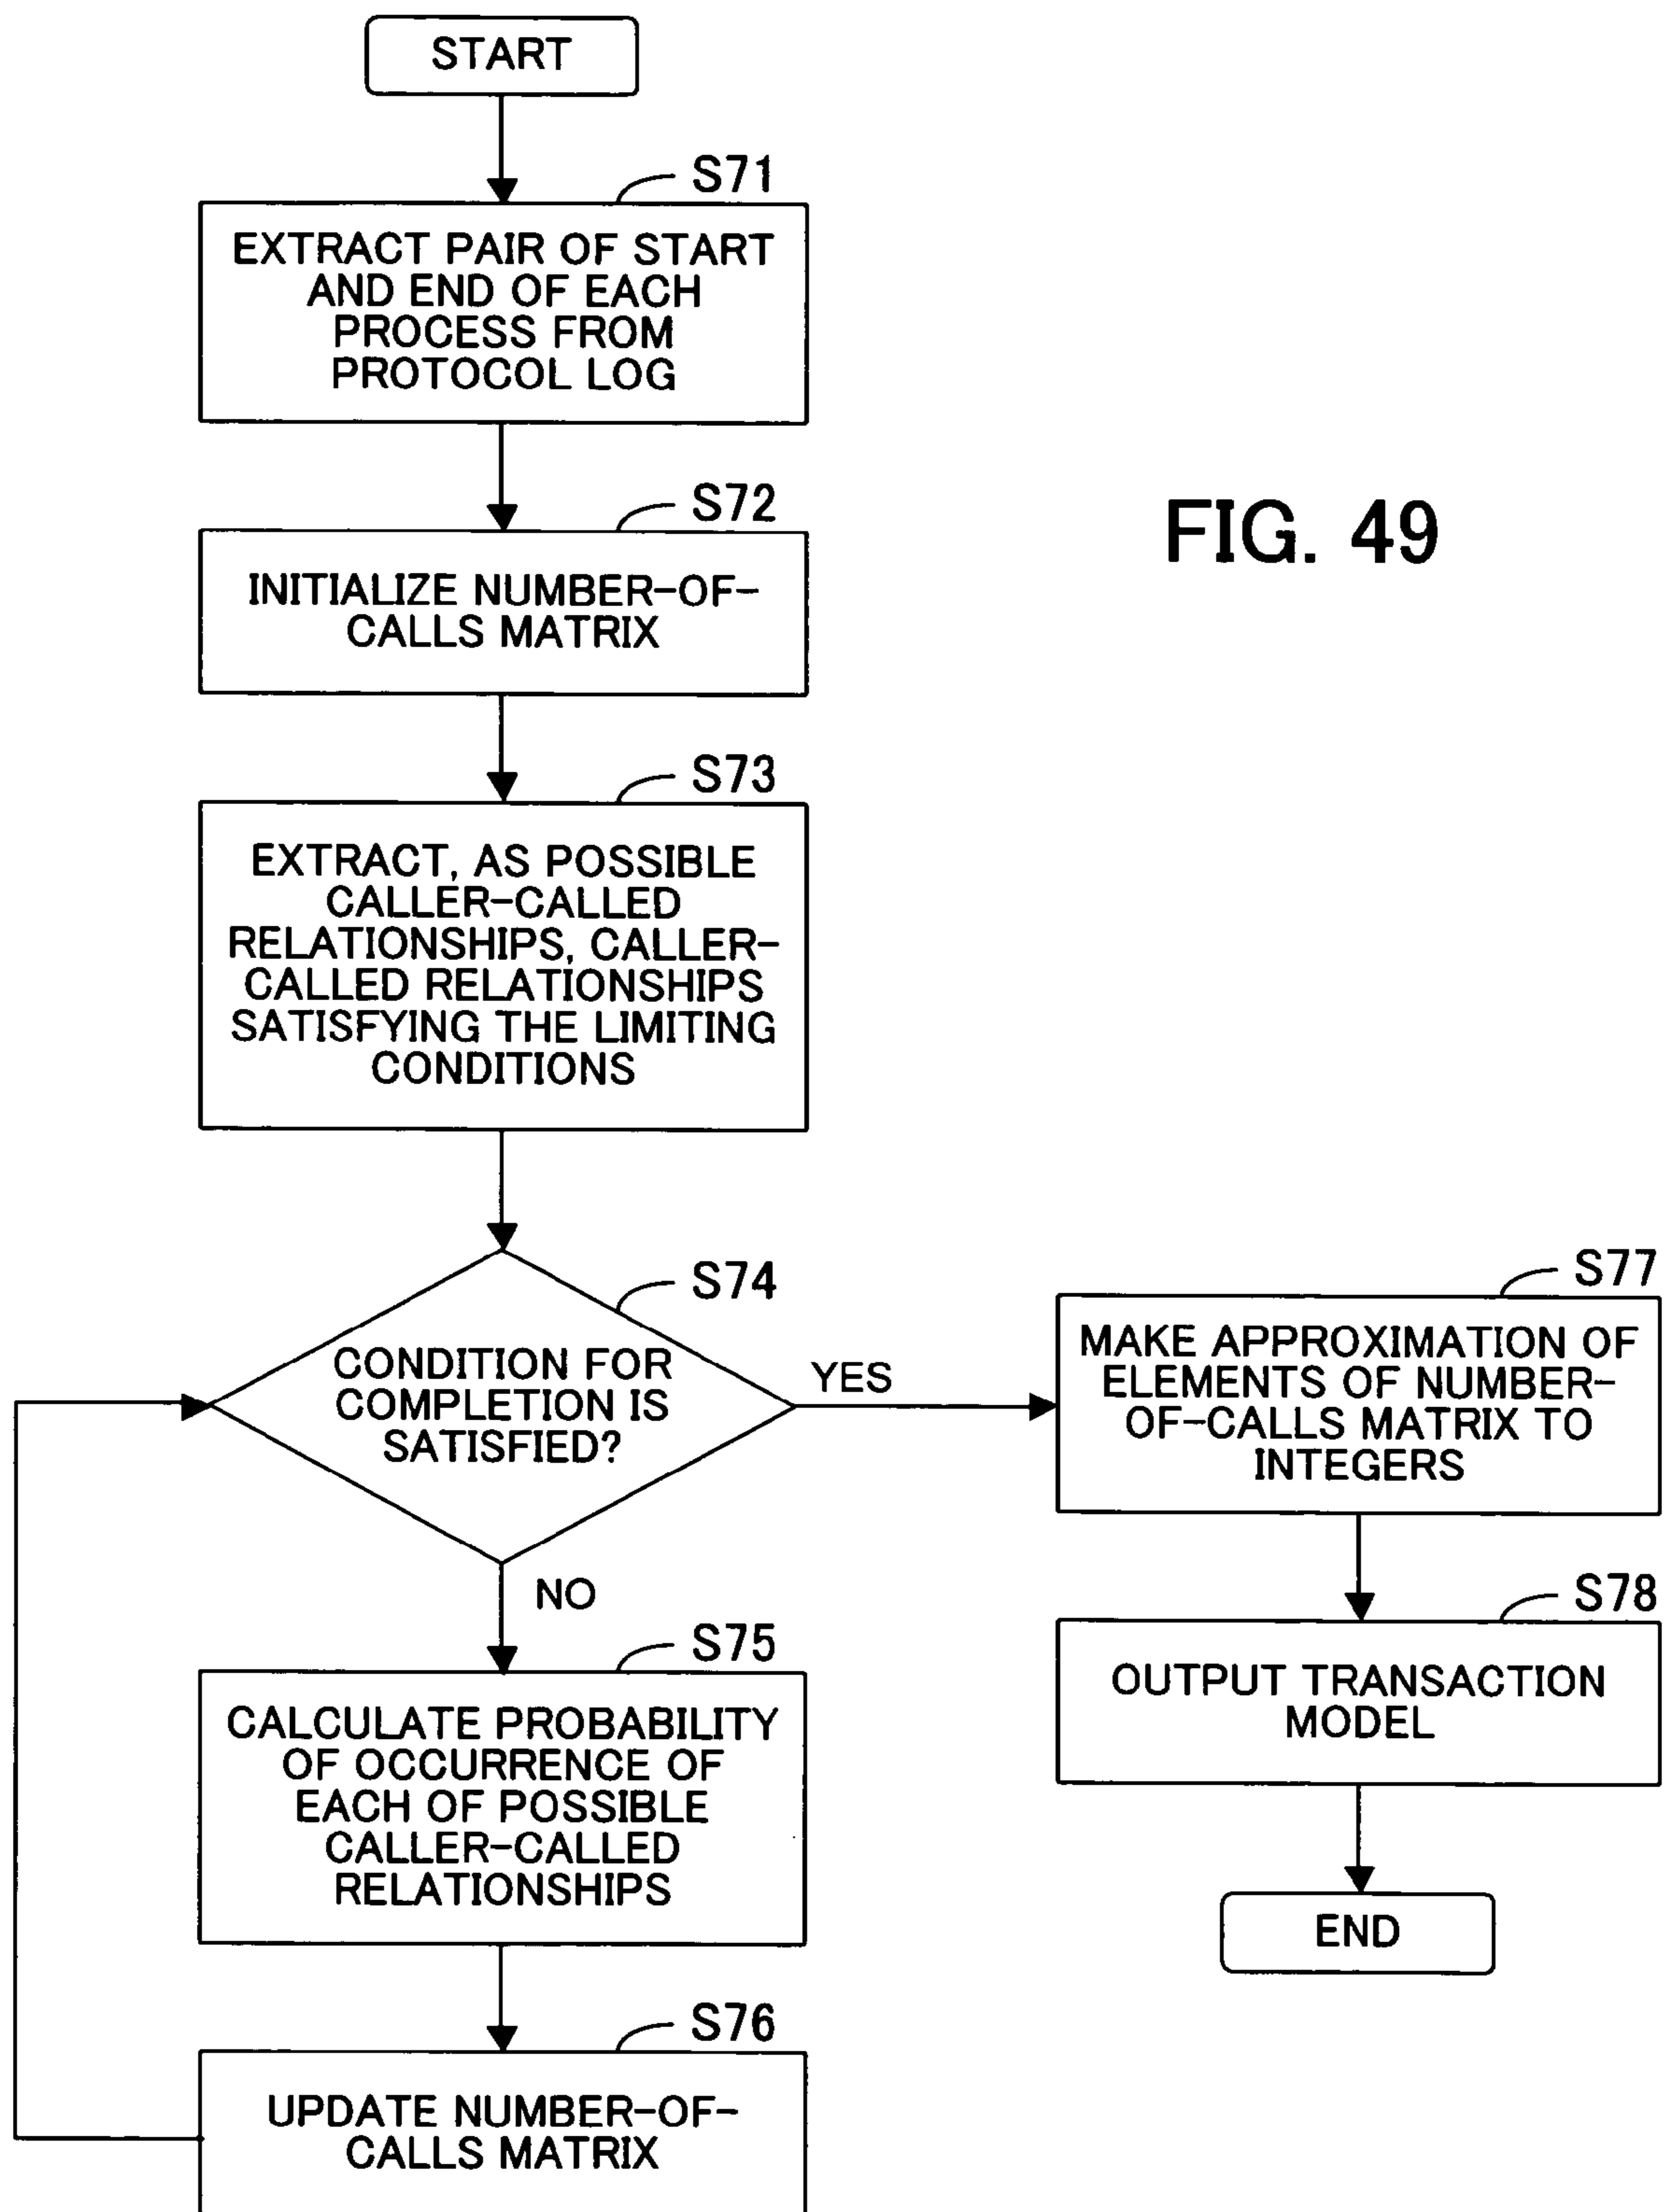 START
S71
EXTRACT PAIR OF START
AND END OF EACH
PROCESS FROM
PROTOCOL LOG
S72
INITIALIZE NUMBER-OF-
CALLS MATRIX
FIG. 49
S73
EXTRACT, AS POSSIBLE
CALLER-CALLED
RELATIONSHIPS, CALLER-
CALLED RELATIONSHIPS
SATISFYING THE LIMITING
CONDITIONS
S74
CONDITION FOR
COMPLETION IS
SATISFIED?
YES
NO
S75
CALCULATE PROBABILITY
OF OCCURRENCE OF
EACH OF POSSIBLE
CALLER-CALLED
RELATIONSHIPS
S76
UPDATE NUMBER-OF-
CALLS MATRIX
S77
MAKE APPROXIMATION OF
ELEMENTS OF NUMBER-
OF-CALLS MATRIX TO
INTEGERS
S78
OUTPUT TRANSACTION
MODEL
END